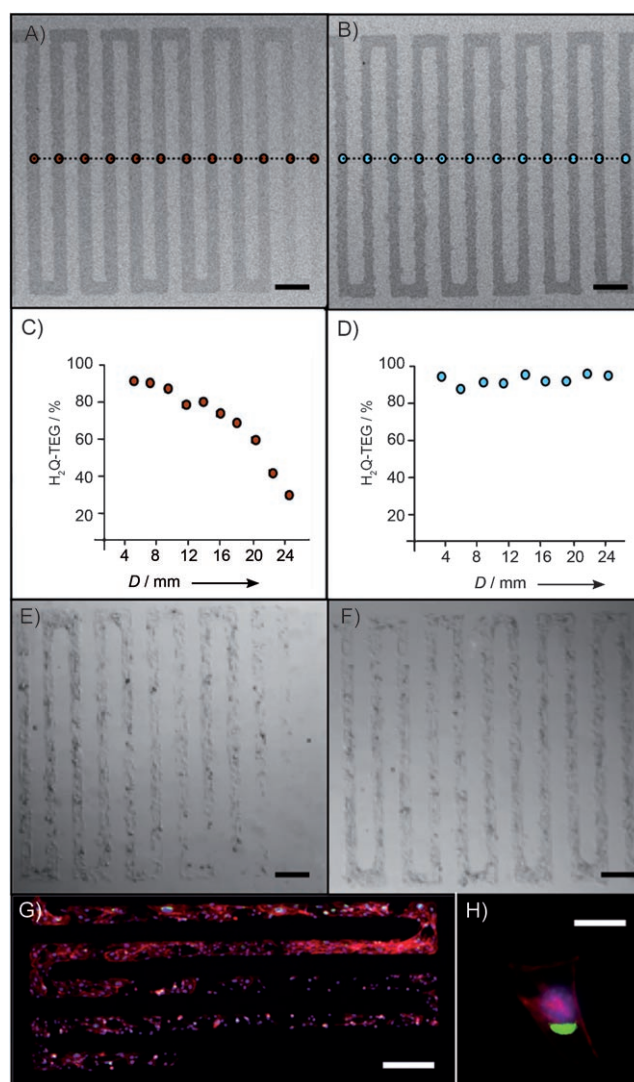 A)
B)
C)
H₂Q-TEG / %
100
80
60
40
20
4 8 12 16 20 24
D / mm
D)
H₂Q-TEG / %
100
80
60
40
20
4 8 12 16 20 24
D / mm
E)
F)
G)
H)